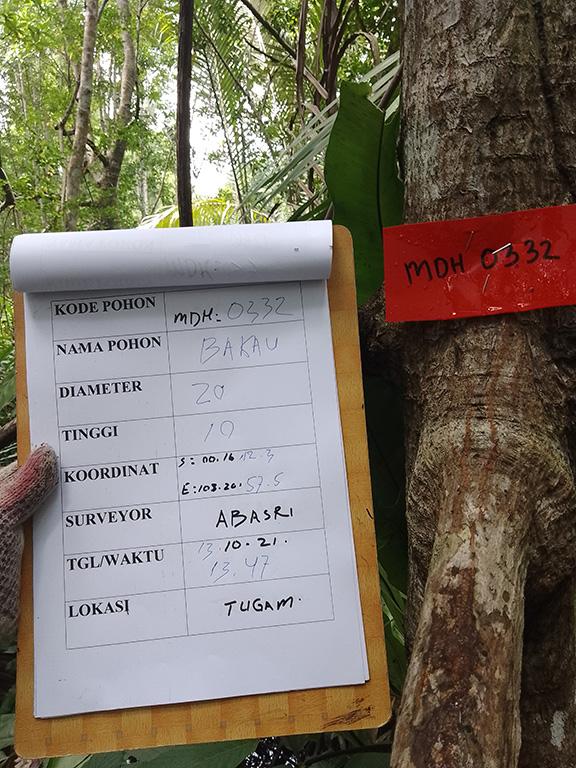 KODE POHON MDH: 0332
NAMA POHON BAKAU
DIAMETER 20
TINGGI 10
KOORDINAT S: 00.16 12.3
E: 108.20. 57.5
SURVEYOR ABASRI
TGL/WAKTU 13.10-21.
13.47
LOKASI TUGAM.
MDH 0332